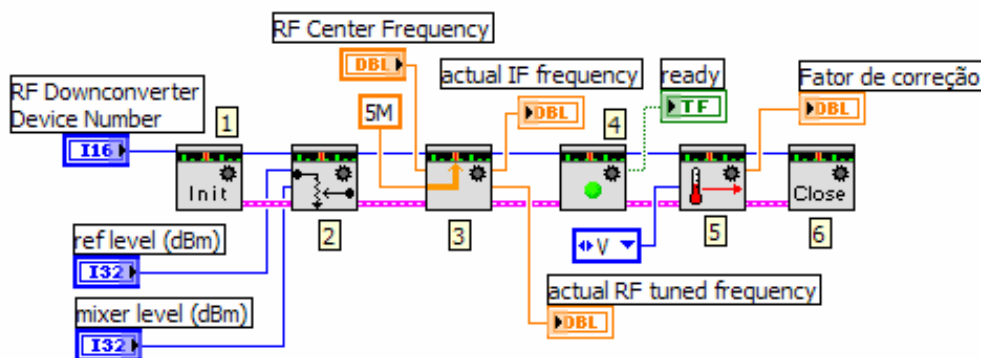 RF Center Frequency
DBL
actual IF frequency
DBL
ready
TF
Fator de correção
DBL
RF Downconverter
Device Number
I16
1
5M
4
Init
2
3
5
Close
6
ref level (dBm)
I32
V
mixer level (dBm)
I32
actual RF tuned frequency
DBL